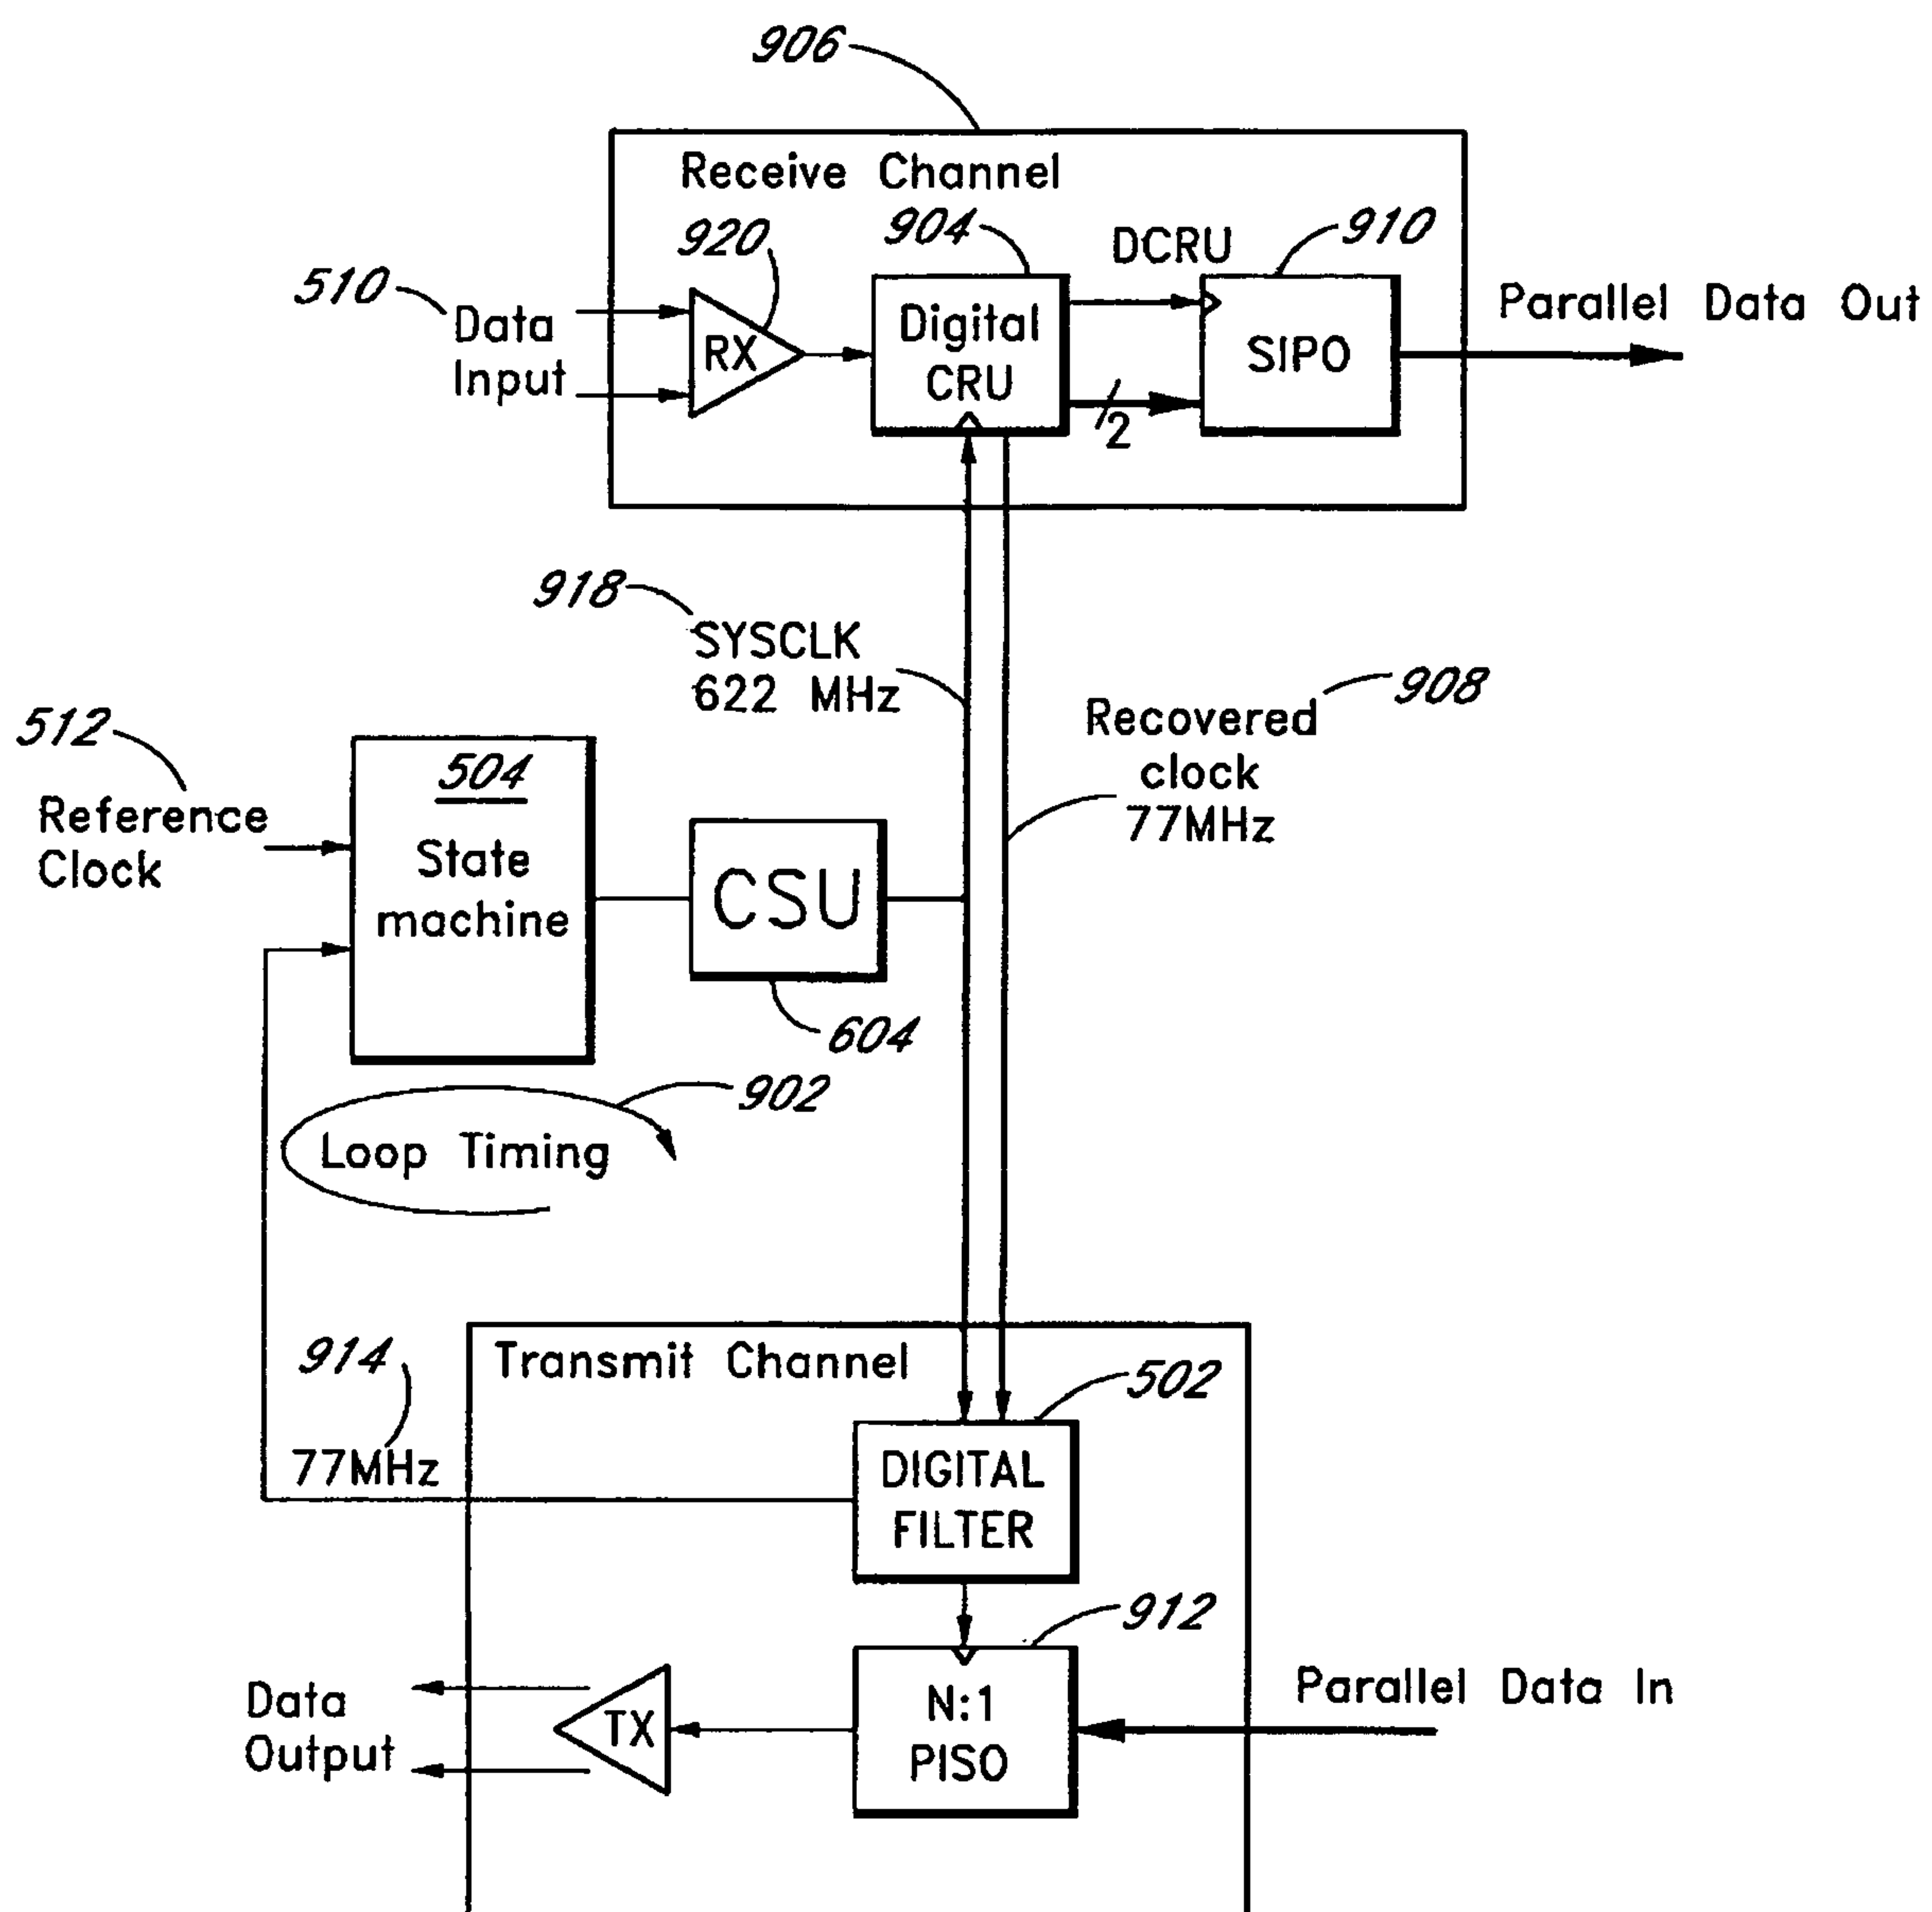 906
Receive Channel
920
904
DCRU
910
510
Data
Input
RX
Digital
CRU
2
SIPO
Parallel Data Out
918
SYSCLK
622 MHz
908
Recovered
clock
77MHz
512
Reference
Clock
504
State
machine
CSU
604
902
Loop Timing
914
77MHz
Transmit Channel
502
DIGITAL
FILTER
912
Data
Output
TX
N:1
PISO
Parallel Data In